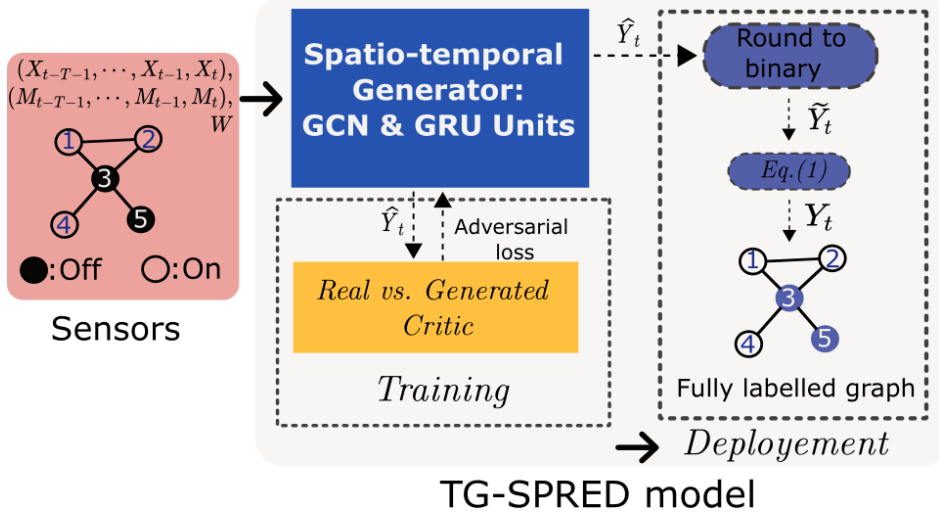 (X_{t-T-1}, ⋯, X_{t-1}, X_t),
(M_{t-T-1}, ⋯, M_{t-1}, M_t),
W
1 2
3
4 5
:Off :On
Sensors
Spatio-temporal
Generator:
GCN & GRU Units
Ŷ_t
Adversarial
loss
Real vs. Generated
Critic
Training
Ŷ_t
Round to
binary
Ỹ_t
Eq.(1)
Y_t
1 2
3
4 5
Fully labelled graph
Deployement
TG-SPRED model